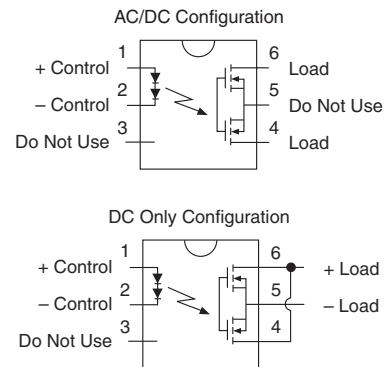 AC/DC Configuration
1
6
+ Control
Load
2
5
– Control
Do Not Use
3
4
Do Not Use
Load
DC Only Configuration
1
6
+ Control
+ Load
2
5
– Control
– Load
3
4
Do Not Use